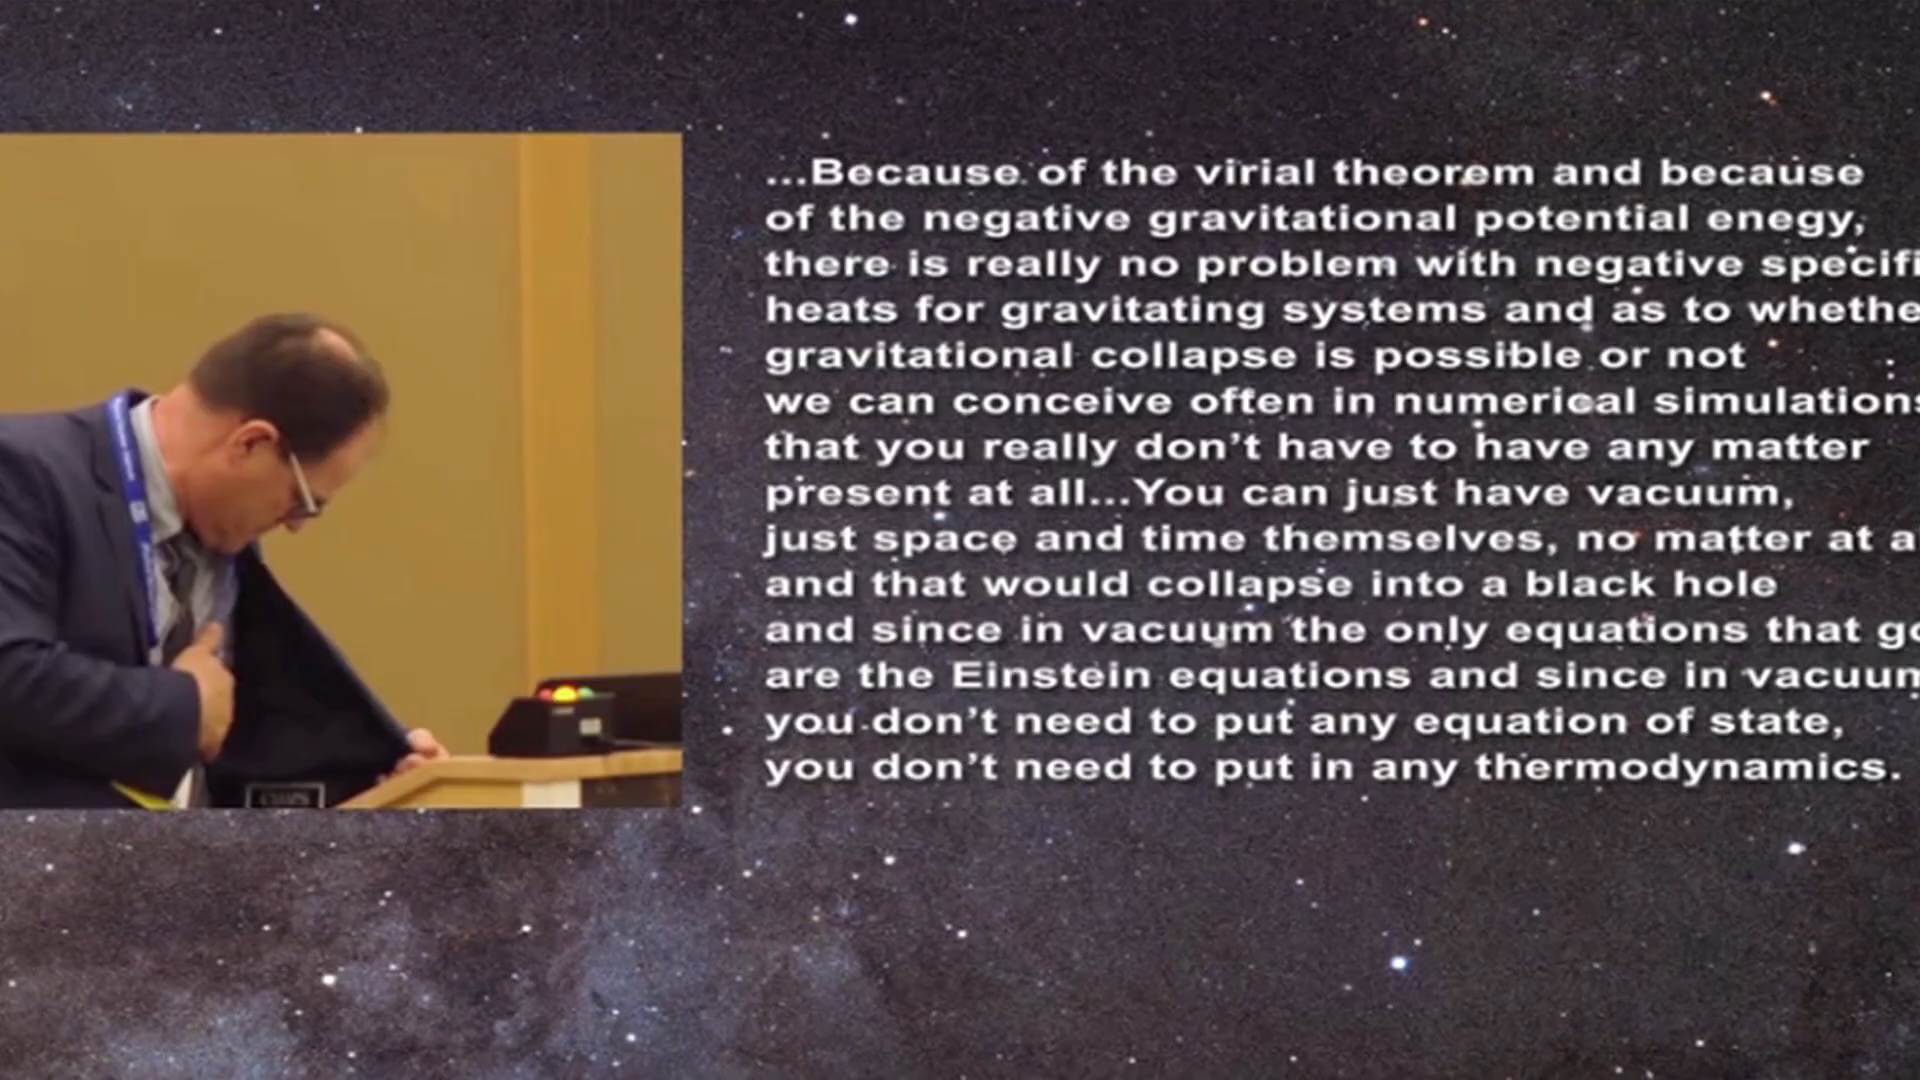 ...Because of the virial theorem and because
of the negative gravitational potential enegy,
there is really no problem with negative specifi
heats for gravitating systems and as to whethe
gravitational collapse is possible or not
we can conceive often in numerical simulations
that you really don't have to have any matter
present at all...You can just have vacuum,
just space and time themselves, no matter at a
and that would collapse into a black hole
and since in vacuum the only equations that go
are the Einstein equations and since in vacuum
you don't need to put any equation of state,
you don't need to put in any thermodynamics.